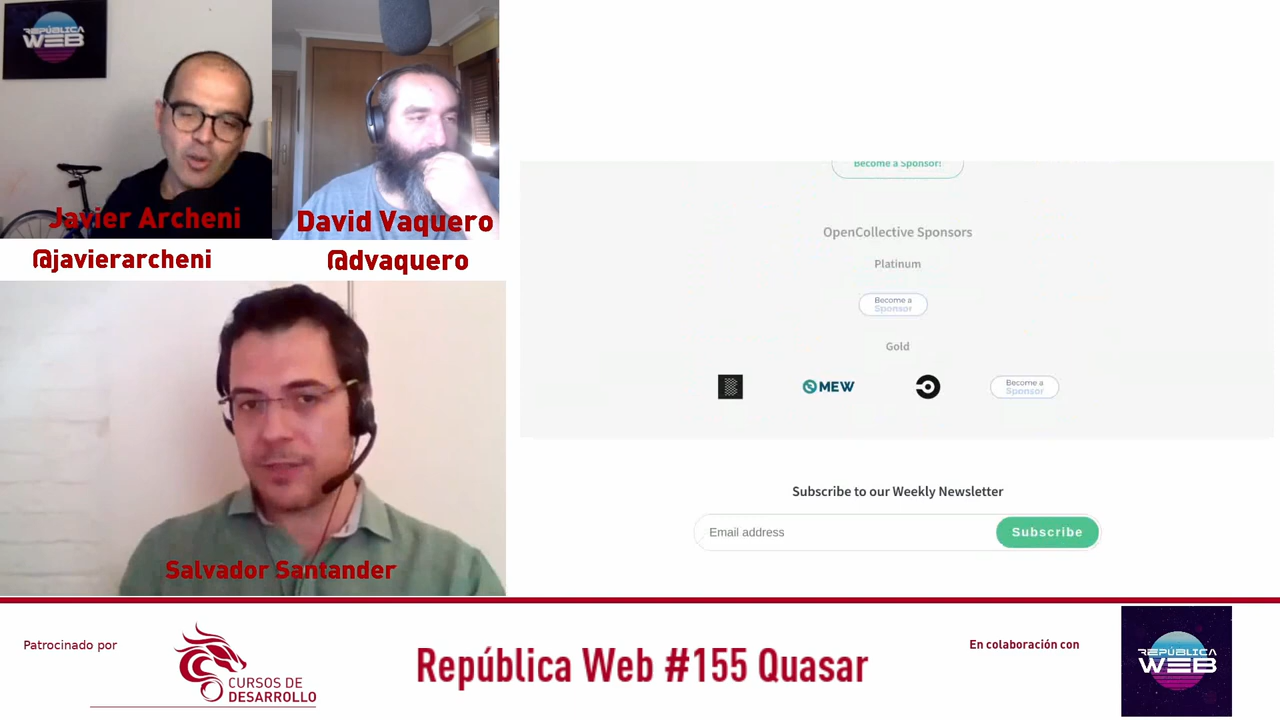 REPÚBLICA
WEB
Javier Archeni
@javierarcheni
David Vaquero
@dvaquero
Salvador Santander
Become a Sponsor!
OpenCollective Sponsors
Platinum
Become a
Sponsor
Gold
MEW
Become a
Sponsor
Subscribe to our Weekly Newsletter
Email address
Subscribe
Patrocinado por
CURSOS DE
DESARROLLO
República Web #155 Quasar
En colaboración con
REPÚBLICA
WEB